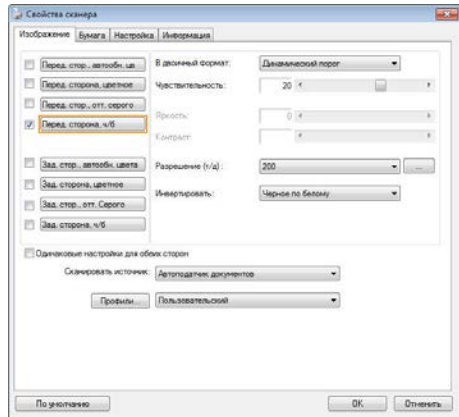 Свойства сканера
Изображение Бумага Настройка Информация
Перед. стор., автообн. цв
В двоичный формат: Динамический порог
Перед. сторона, цветное
Чувствительность: 20
Перед. стор., отт. серого
Яркость: 0
Перед. сторона, ч/б
Контраст:
Зад. стор., автообн. цвета
Разрешение (т/д) : 200 ...
Зад. сторона, цветное
Инвертировать: Черное по белому
Зад. стор., отт. Серого
Зад. сторона, ч/б
Одинаковые настройки для обеих сторон
Сканировать источник: Автоподатчик документов
Профили... Пользовательский
По умолчанию OK Отменить